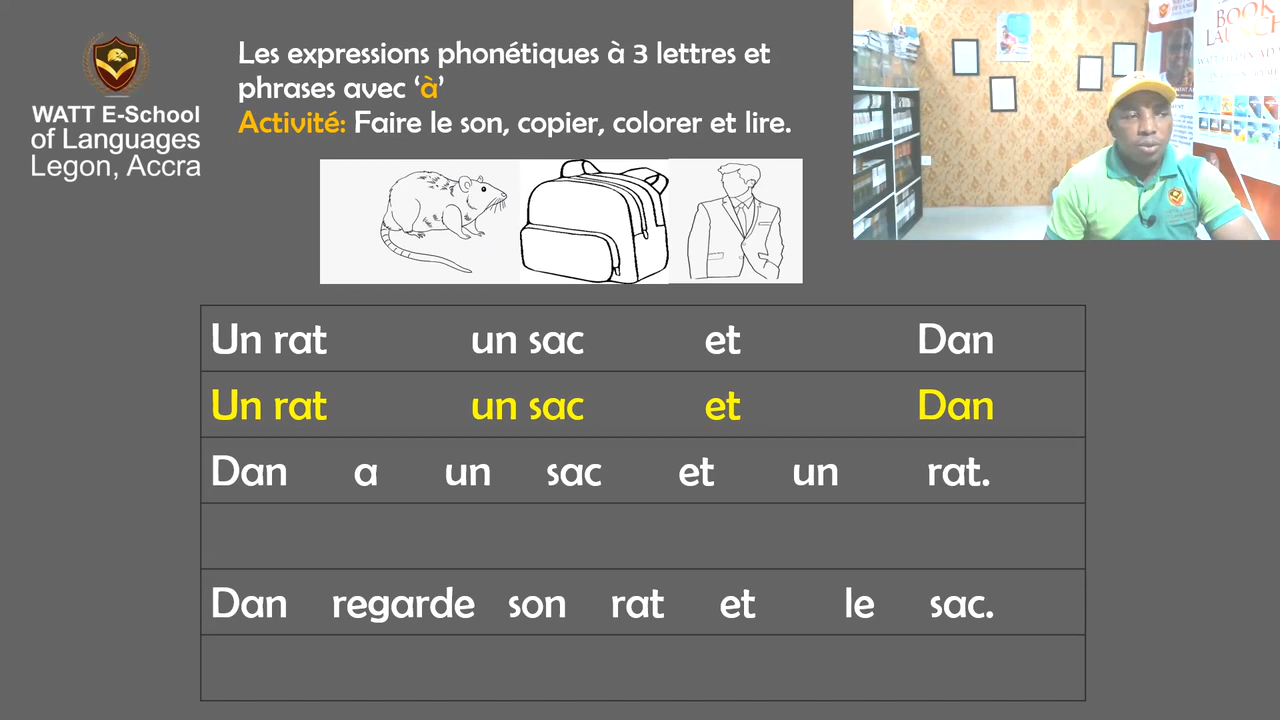 WATT E-School
of Languages
Legon, Accra
Les expressions phonétiques à 3 lettres et
phrases avec ‘à’
Activité: Faire le son, copier, colorer et lire.
BOOK
LAUNCH
Un rat un sac et Dan
Un rat un sac et Dan
Dan a un sac et un rat.
Dan regarde son rat et le sac.